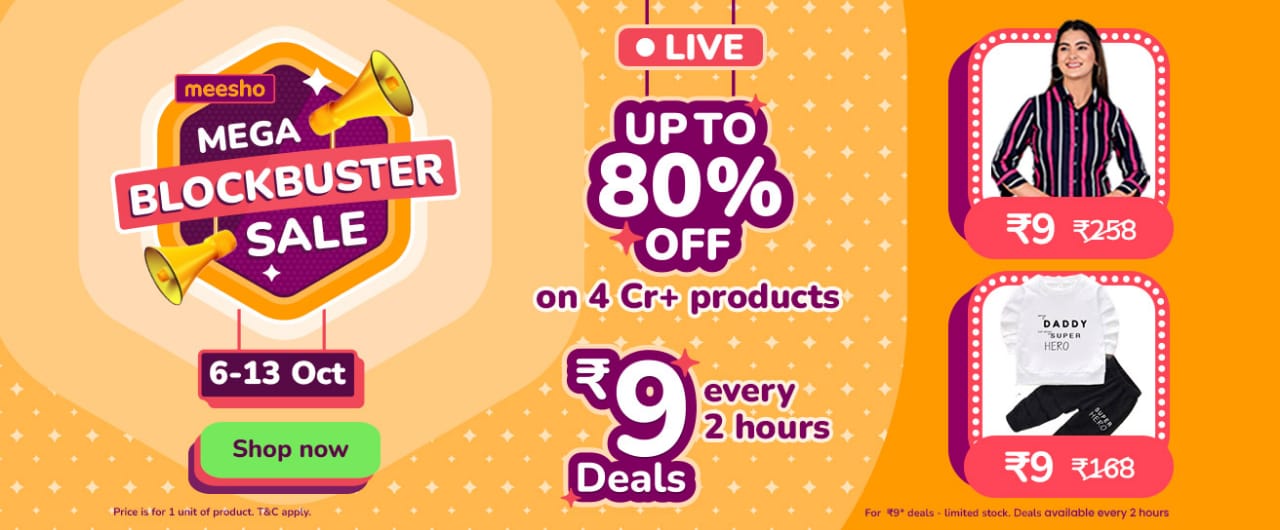 meesho
MEGA
BLOCKBUSTER
SALE
6-13 Oct
Shop now
Price is for 1 unit of product. T&C apply.
LIVE
UP TO
80%
OFF
on 4 Cr+ products
₹9
Deals
every
2 hours
₹9 ₹258
DADDY
SUPER
HERO
SUPER
HERO
₹9 ₹168
For ₹9* deals - limited stock. Deals available every 2 hours